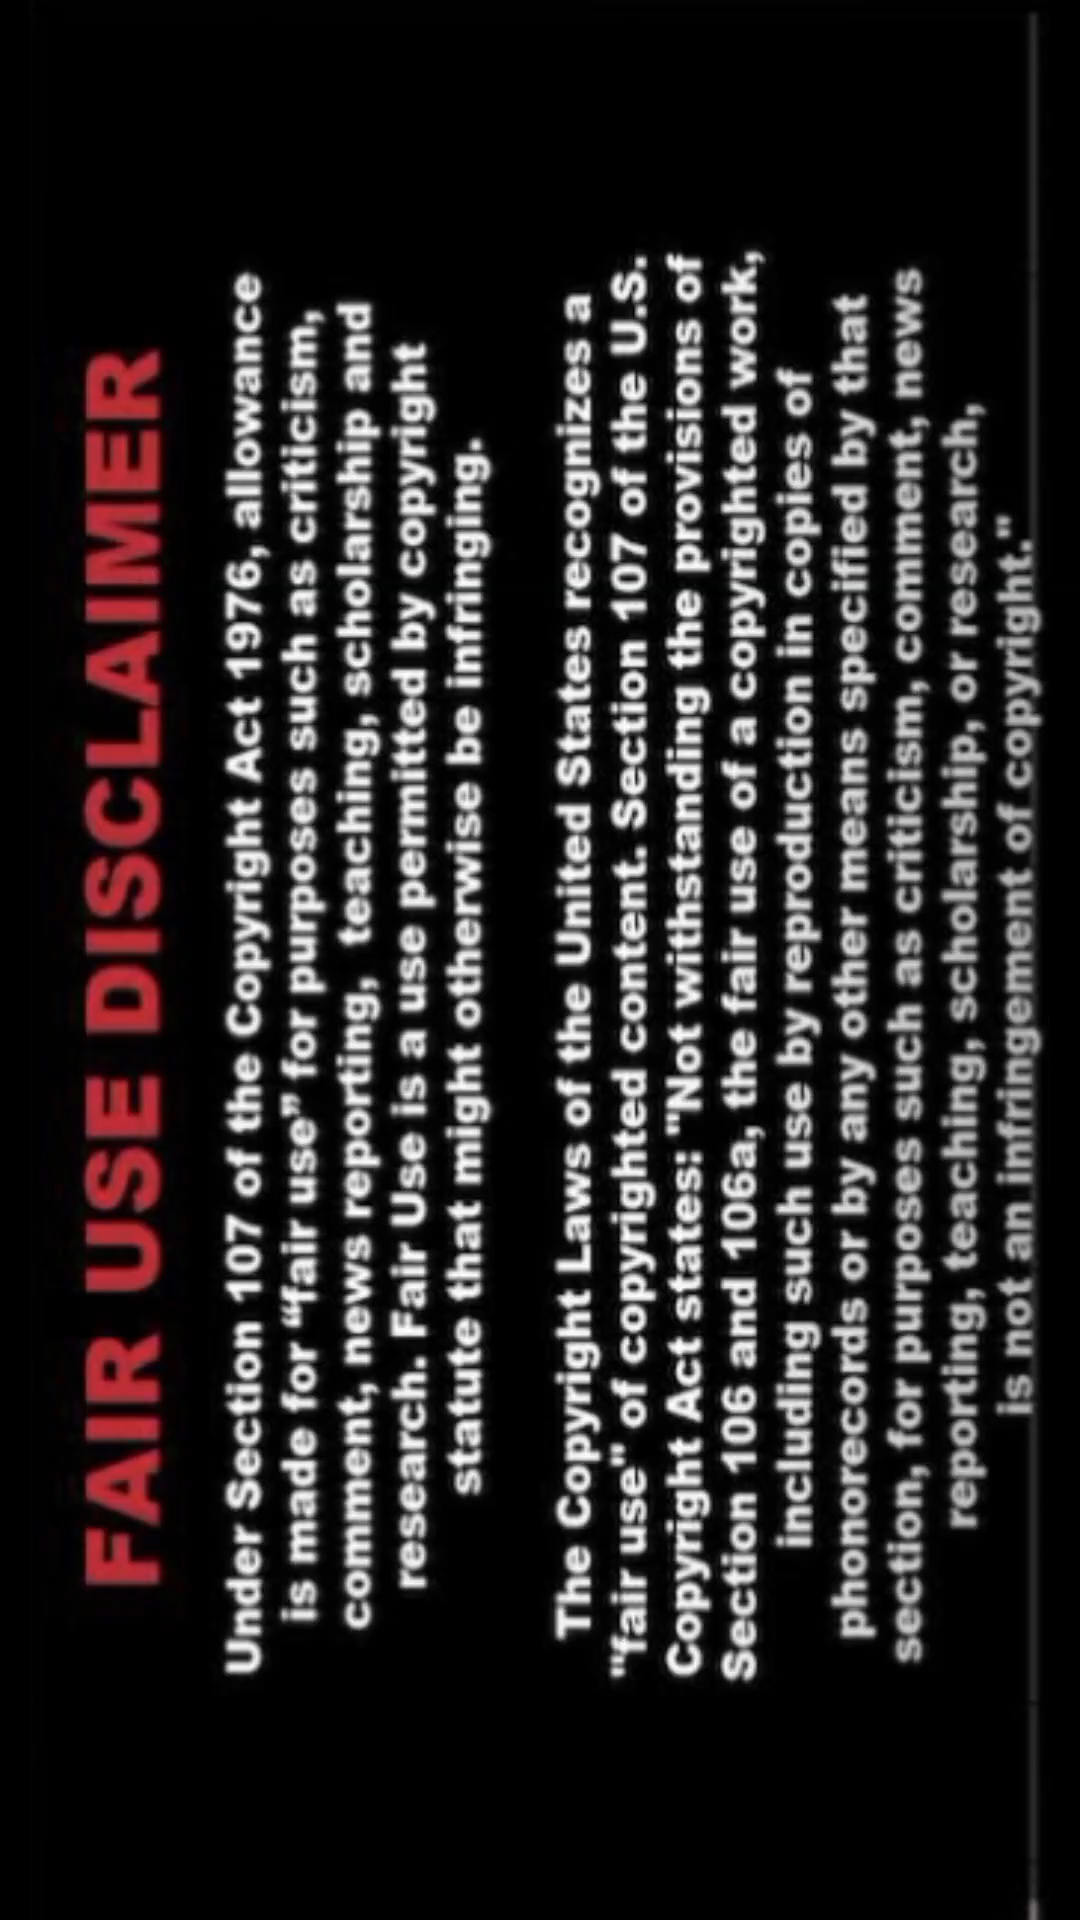 FAIR USE DISCLAIMER
Under Section 107 of the Copyright Act 1976, allowance
is made for “fair use” for purposes such as criticism,
comment, news reporting, teaching, scholarship and
research. Fair Use is a use permitted by copyright
statute that might otherwise be infringing.
The Copyright Laws of the United States recognizes a
"fair use" of copyrighted content. Section 107 of the U.S.
Copyright Act states: "Not withstanding the provisions of
Section 106 and 106a, the fair use of a copyrighted work,
including such use by reproduction in copies of
phonorecords or by any other means specified by that
section, for purposes such as criticism, comment, news
reporting, teaching, scholarship, or research,
is not an infringement of copyright."